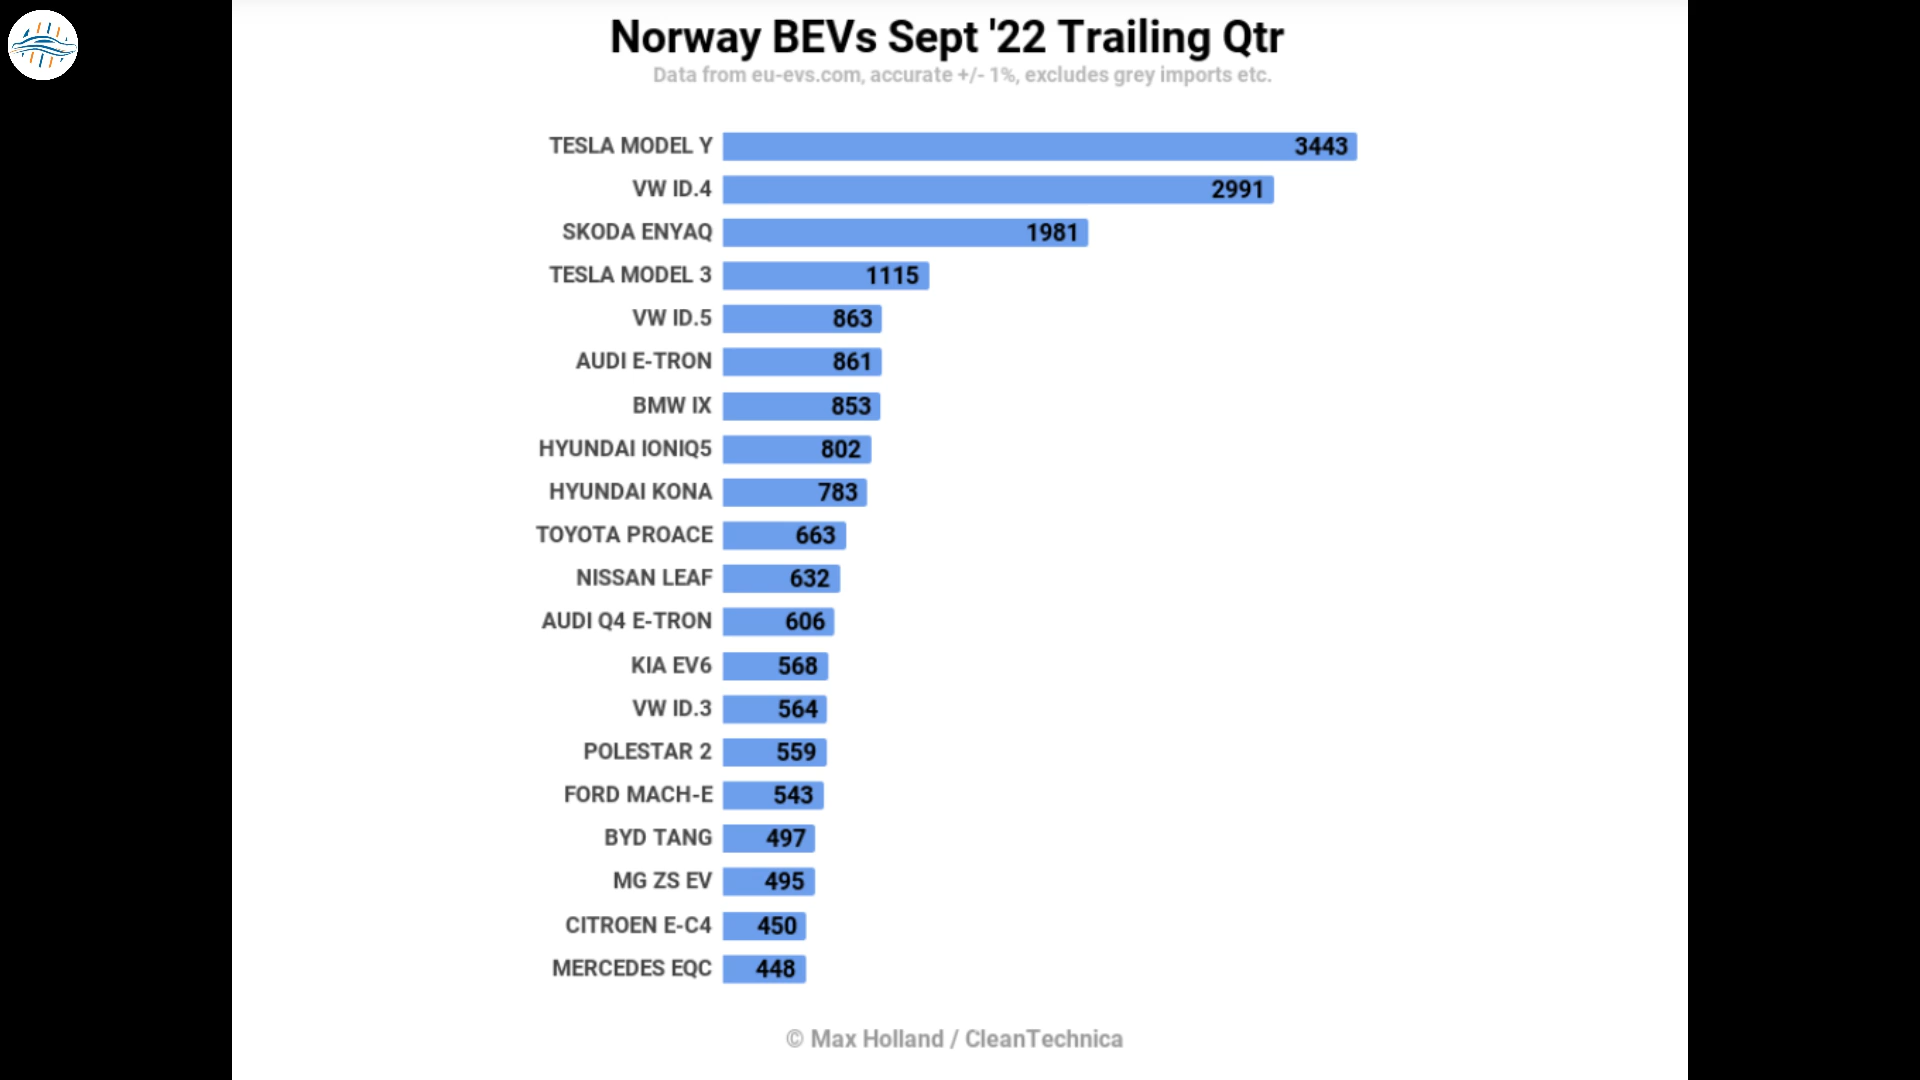 Norway BEVs Sept '22 Trailing Qtr
Data from eu-evs.com, accurate +/- 1%, excludes grey imports etc.
TESLA MODEL Y 3443
VW ID.4 2991
SKODA ENYAQ 1981
TESLA MODEL 3 1115
VW ID.5 863
AUDI E-TRON 861
BMW IX 853
HYUNDAI IONIQ5 802
HYUNDAI KONA 783
TOYOTA PROACE 663
NISSAN LEAF 632
AUDI Q4 E-TRON 606
KIA EV6 568
VW ID.3 564
POLESTAR 2 559
FORD MACH-E 543
BYD TANG 497
MG ZS EV 495
CITROEN E-C4 450
MERCEDES EQC 448
© Max Holland / CleanTechnica